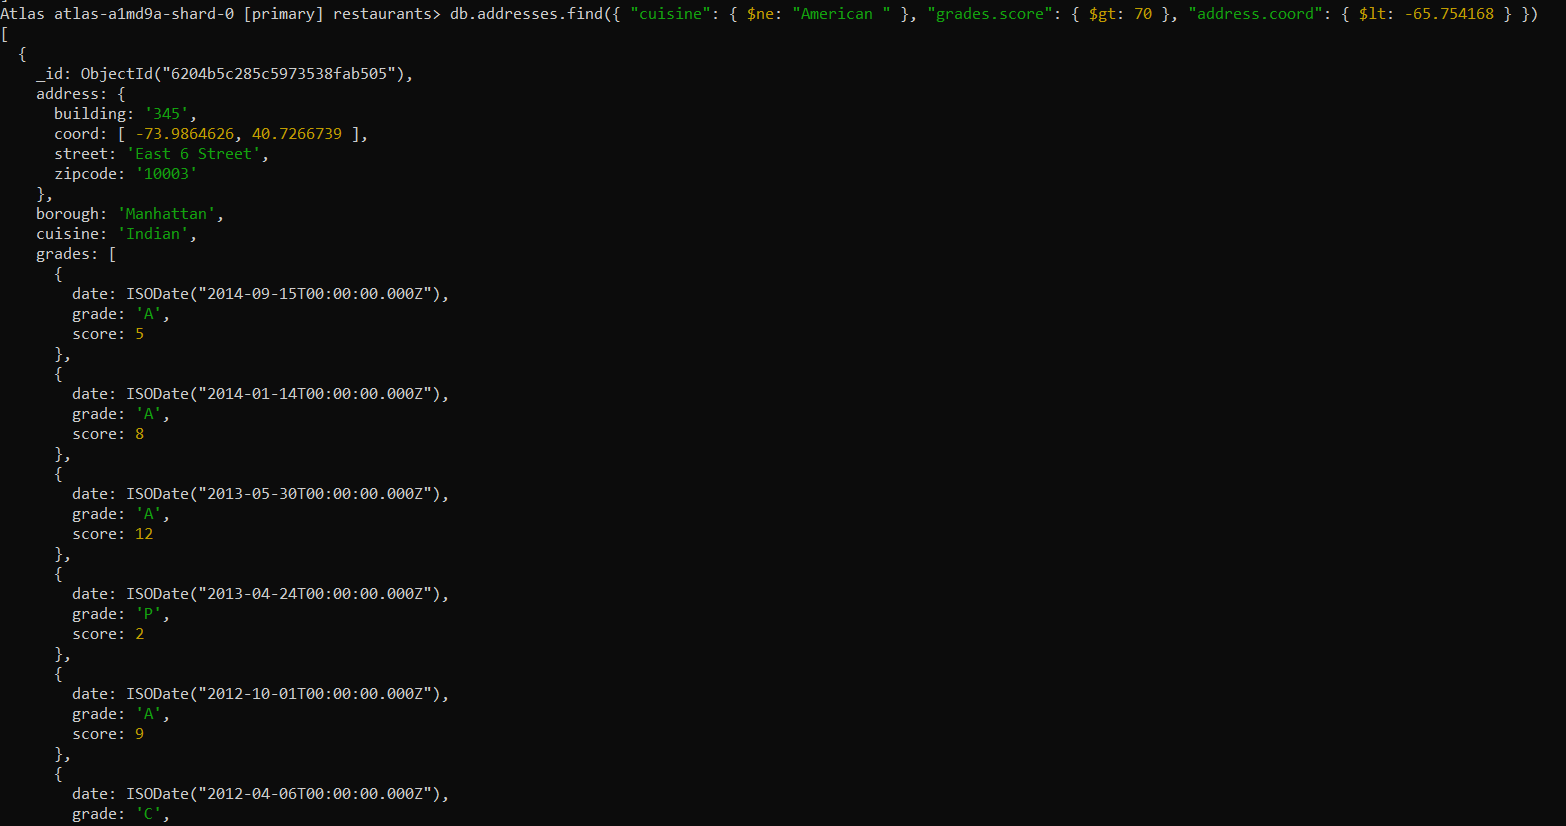 Atlas atlas-a1md9a-shard-0 [primary] restaurants> db.addresses.find({ "cuisine": { $ne: "American " }, "grades.score": { $gt: 70 }, "address.coord": { $lt: -65.754168 } })
[
  {
    _id: ObjectId("6204b5c285c5973538fab505"),
    address: {
      building: '345',
      coord: [ -73.9864626, 40.7266739 ],
      street: 'East 6 Street',
      zipcode: '10003'
    },
    borough: 'Manhattan',
    cuisine: 'Indian',
    grades: [
      {
        date: ISODate("2014-09-15T00:00:00.000Z"),
        grade: 'A',
        score: 5
      },
      {
        date: ISODate("2014-01-14T00:00:00.000Z"),
        grade: 'A',
        score: 8
      },
      {
        date: ISODate("2013-05-30T00:00:00.000Z"),
        grade: 'A',
        score: 12
      },
      {
        date: ISODate("2013-04-24T00:00:00.000Z"),
        grade: 'P',
        score: 2
      },
      {
        date: ISODate("2012-10-01T00:00:00.000Z"),
        grade: 'A',
        score: 9
      },
      {
        date: ISODate("2012-04-06T00:00:00.000Z"),
        grade: 'C',